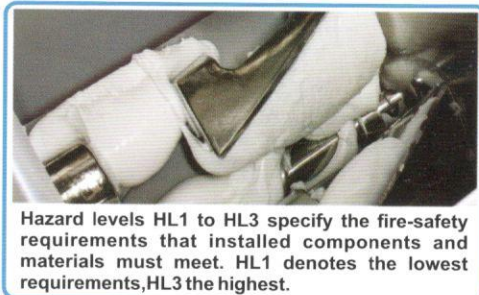 Hazard levels HL1 to HL3 specify the fire-safety
requirements that installed components and
materials must meet. HL1 denotes the lowest
requirements,HL3 the highest.